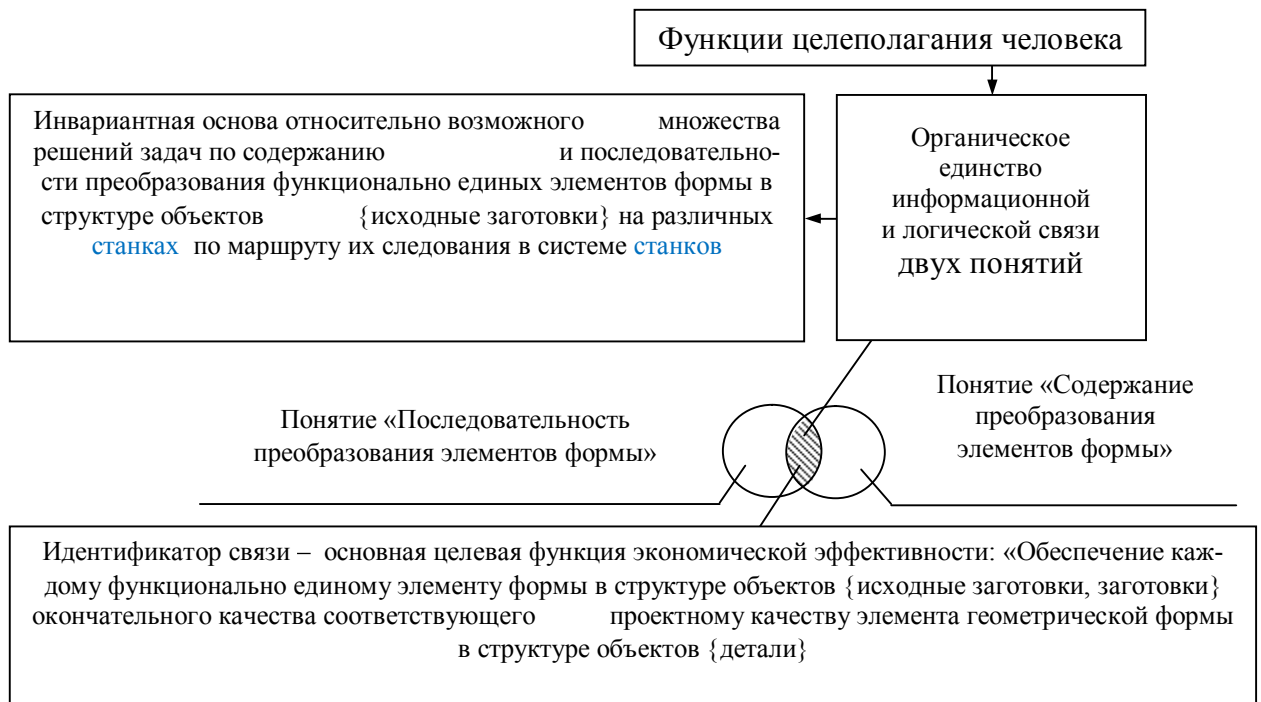 Функции целеполагания человека
Инвариантная основа относительно возможного множества
решений задач по содержанию и последовательно-
сти преобразования функционально единых элементов формы в
структуре объектов {исходные заготовки} на различных
станках по маршруту их следования в системе станков
Органическое
единство
информационной
и логической связи
двух понятий
Понятие «Последовательность
преобразования элементов формы»
Понятие «Содержание
преобразования
элементов формы»
Идентификатор связи – основная целевая функция экономической эффективности: «Обеспечение каж-
дому функционально единому элементу формы в структуре объектов {исходные заготовки, заготовки}
окончательного качества соответствующего проектному качеству элемента геометрической формы
в структуре объектов {детали}